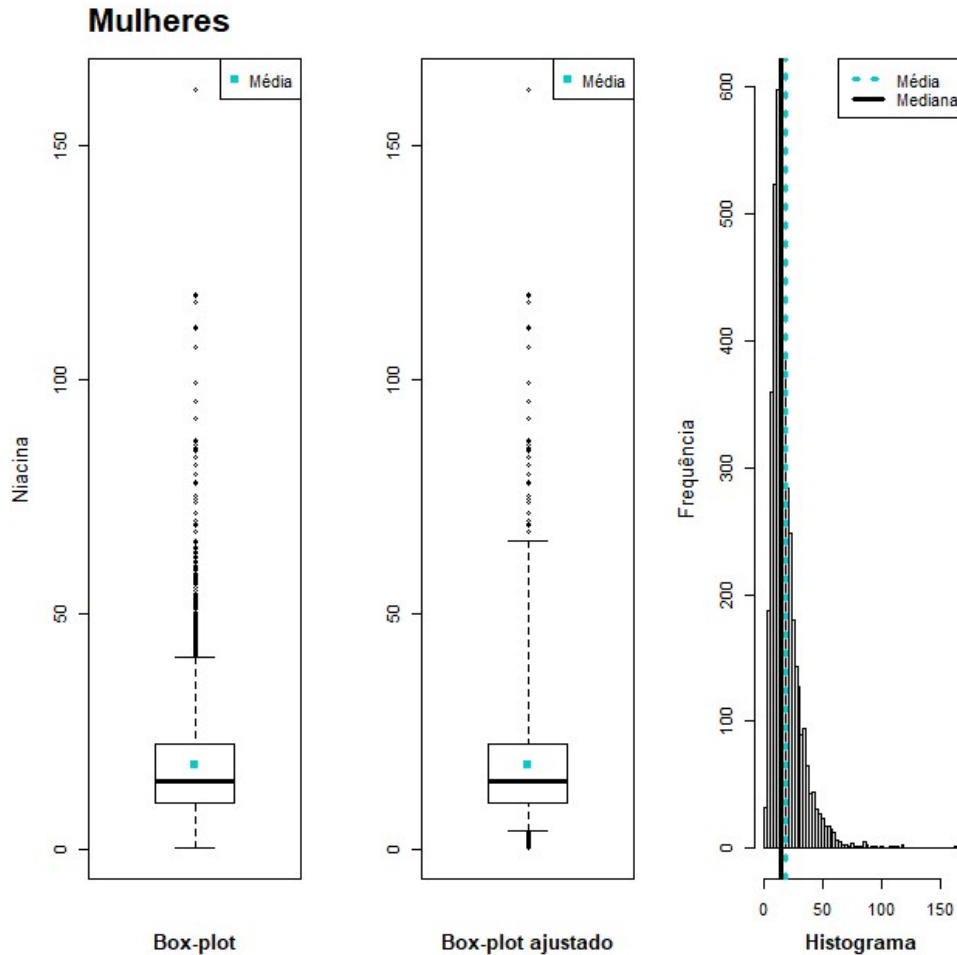 Mulheres
Niacina
150
100
50
0
Média
Box-plot
150
100
50
0
Média
Box-plot ajustado
Frequência
600
500
400
300
200
100
0
Média
Mediana
0 50 100 150
Histograma